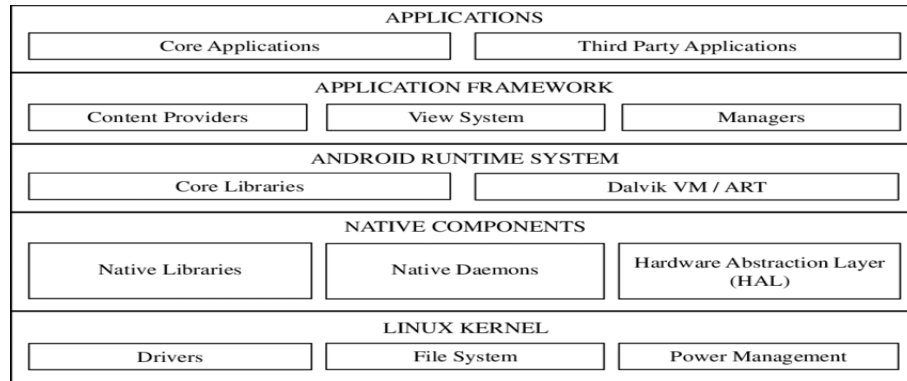 APPLICATIONS
Core Applications
Third Party Applications
APPLICATION FRAMEWORK
Content Providers
View System
Managers
ANDROID RUNTIME SYSTEM
Core Libraries
Dalvik VM / ART
NATIVE COMPONENTS
Native Libraries
Native Daemons
Hardware Abstraction Layer
(HAL)
LINUX KERNEL
Drivers
File System
Power Management